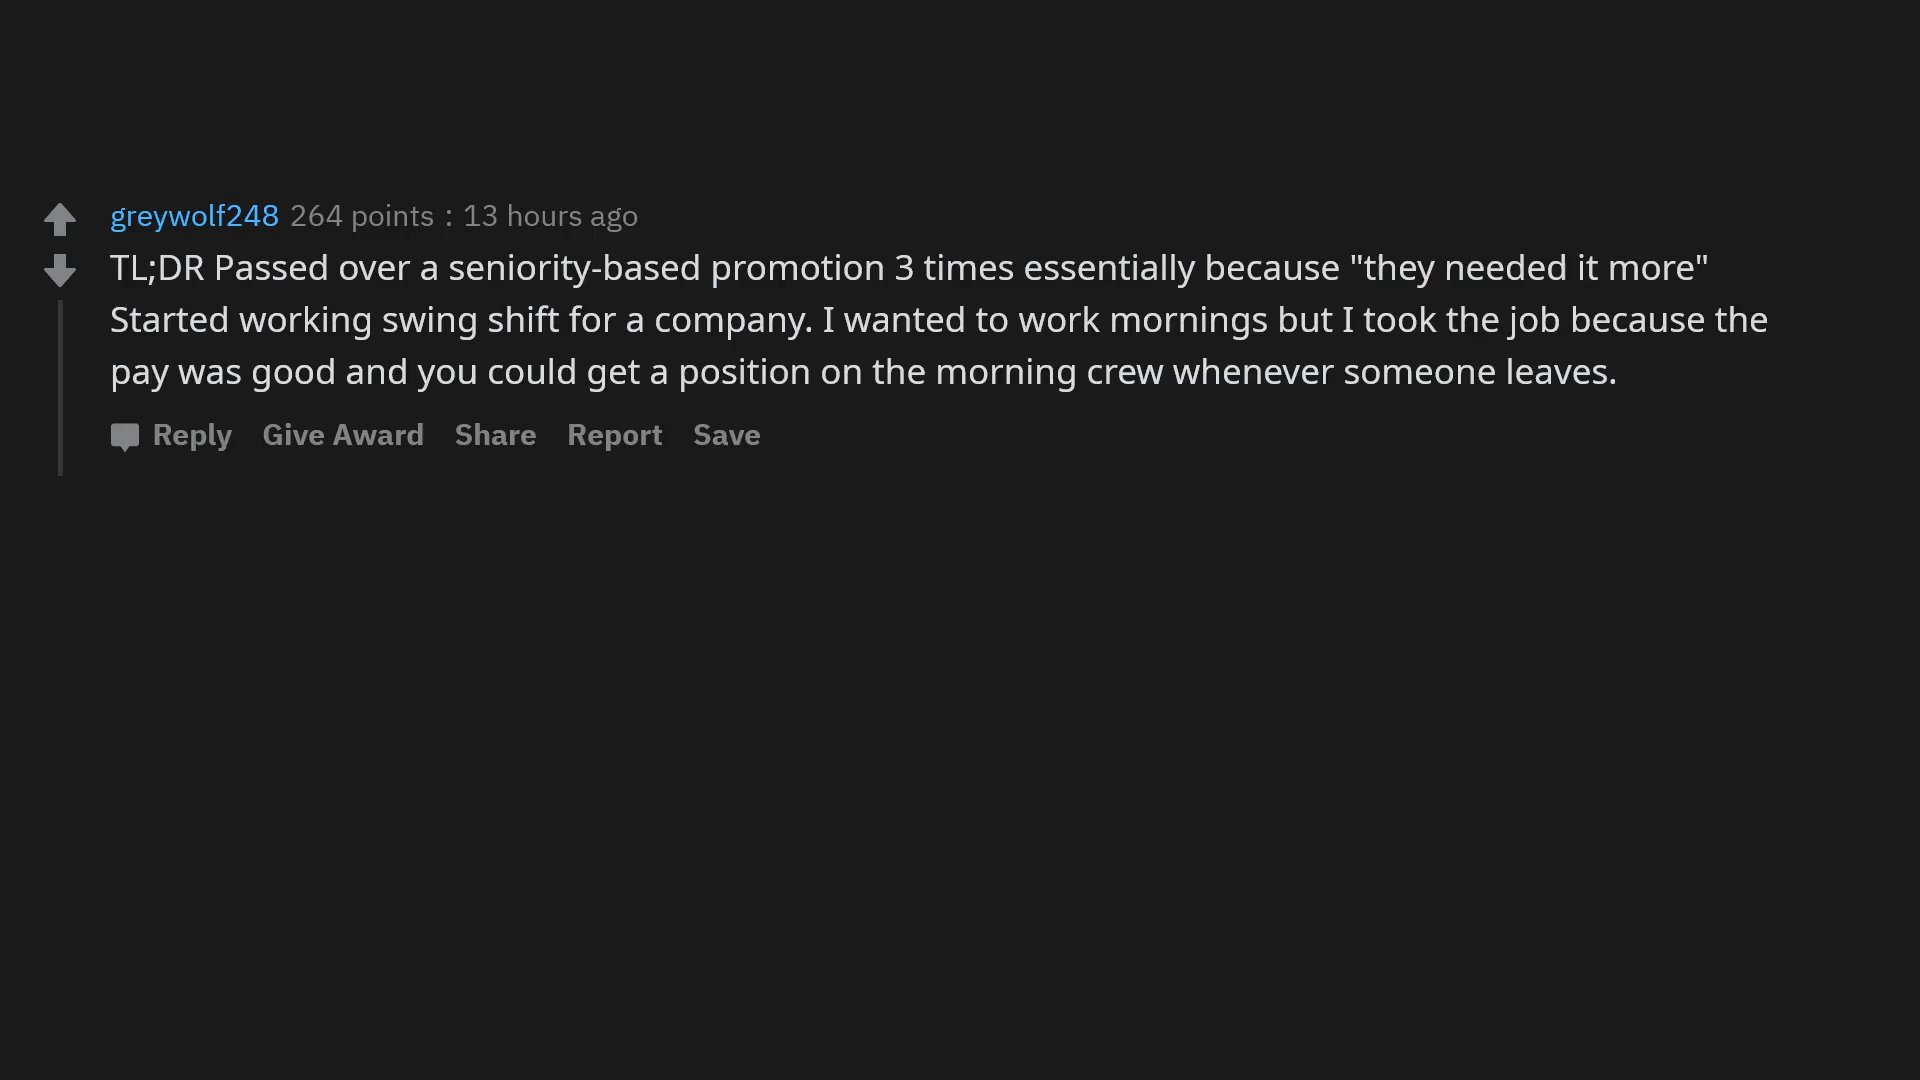 greywolf248 264 points : 13 hours ago
TL;DR Passed over a seniority-based promotion 3 times essentially because "they needed it more"
Started working swing shift for a company. I wanted to work mornings but I took the job because the
pay was good and you could get a position on the morning crew whenever someone leaves.
Reply Give Award Share Report Save